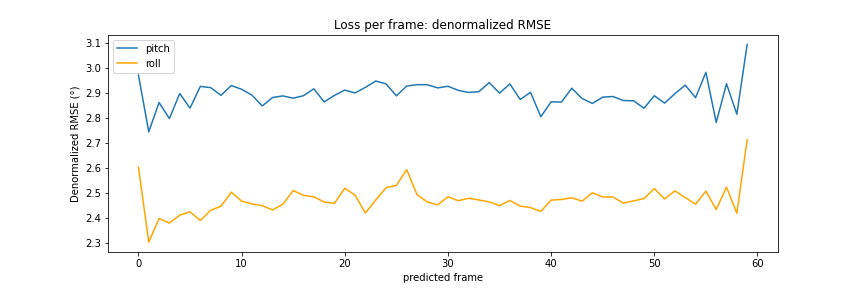 Loss per frame: denormalized RMSE
pitch
roll
Denormalized RMSE (°)
3.1
3.0
2.9
2.8
2.7
2.6
2.5
2.4
2.3
0 10 20 30 40 50 60
predicted frame